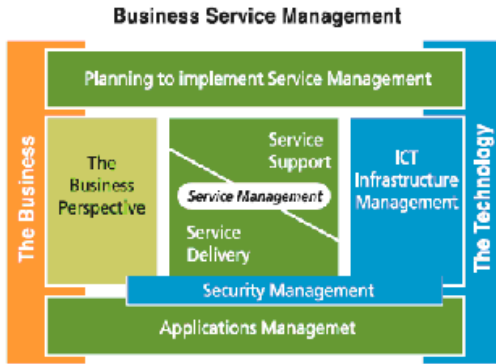 Business Service Management
Planning to implement Service Management
The Business
The
Business
Perspective
Service
Support
Service Management
Service
Delivery
ICT
Infrastructure
Management
The Technology
Security Management
Applications Managemet